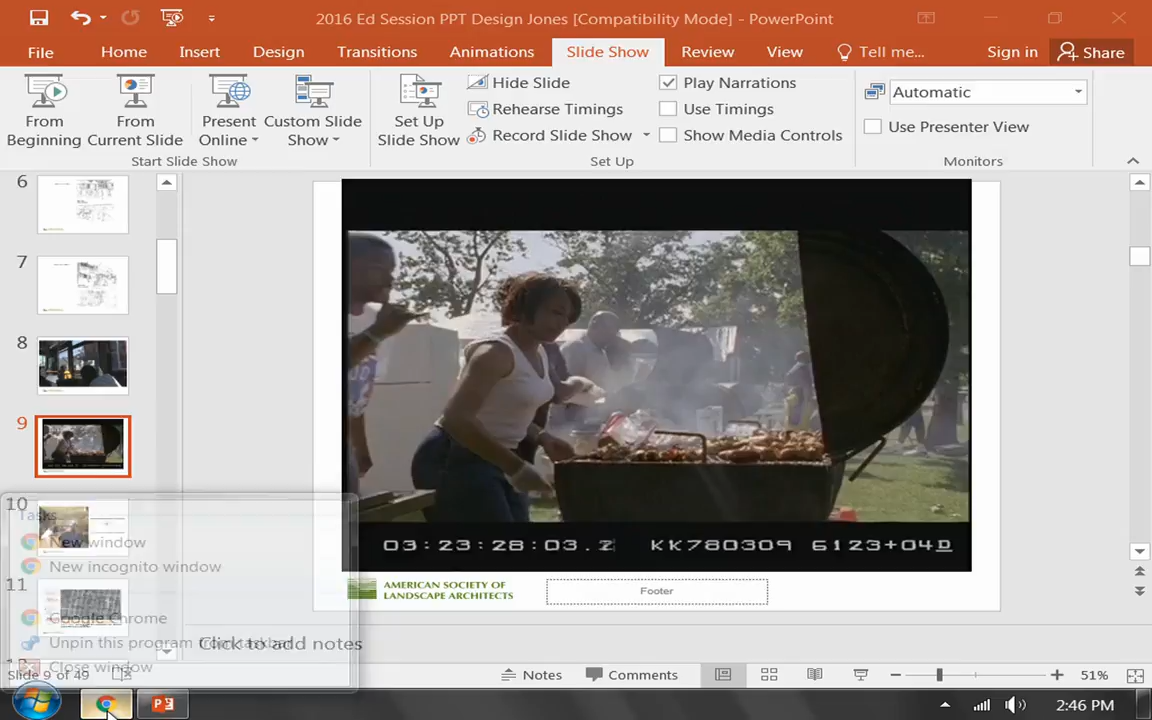 2016 Ed Session PPT Design Jones [Compatibility Mode] - PowerPoint
File Home Insert Design Transitions Animations Slide Show Review View Tell me... Sign in Share
From Beginning
From Current Slide
Present Online
Custom Slide Show
Start Slide Show
Set Up Slide Show
Hide Slide
Rehearse Timings
Record Slide Show
Play Narrations
Use Timings
Show Media Controls
Set Up
Automatic
Use Presenter View
Monitors
6
7
8
9
10
11
03:23:28:03.2 KK780309 6123+04D
AMERICAN SOCIETY OF
LANDSCAPE ARCHITECTS
Footer
Click to add notes
Tasks
New window
New incognito window
Google Chrome
Unpin this program
Close window
Slide 9 of 49
Notes Comments 51%
2:46 PM